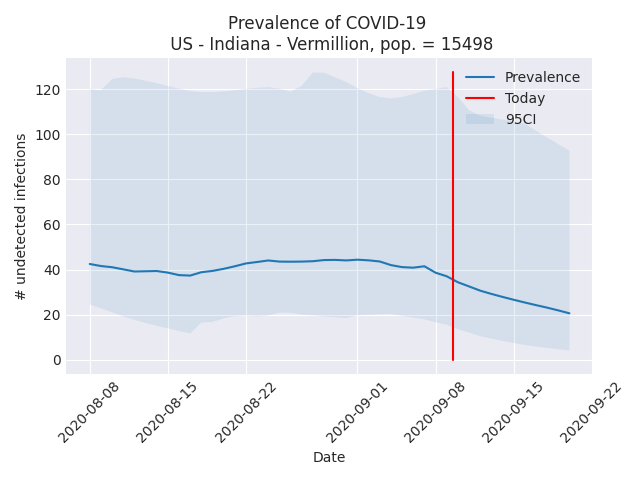 Prevalence of COVID-19
US - Indiana - Vermillion, pop. = 15498
Prevalence
Today
95CI
# undetected infections
120
100
80
60
40
20
0
2020-08-08
2020-08-15
2020-08-22
2020-09-01
2020-09-08
2020-09-15
2020-09-22
Date